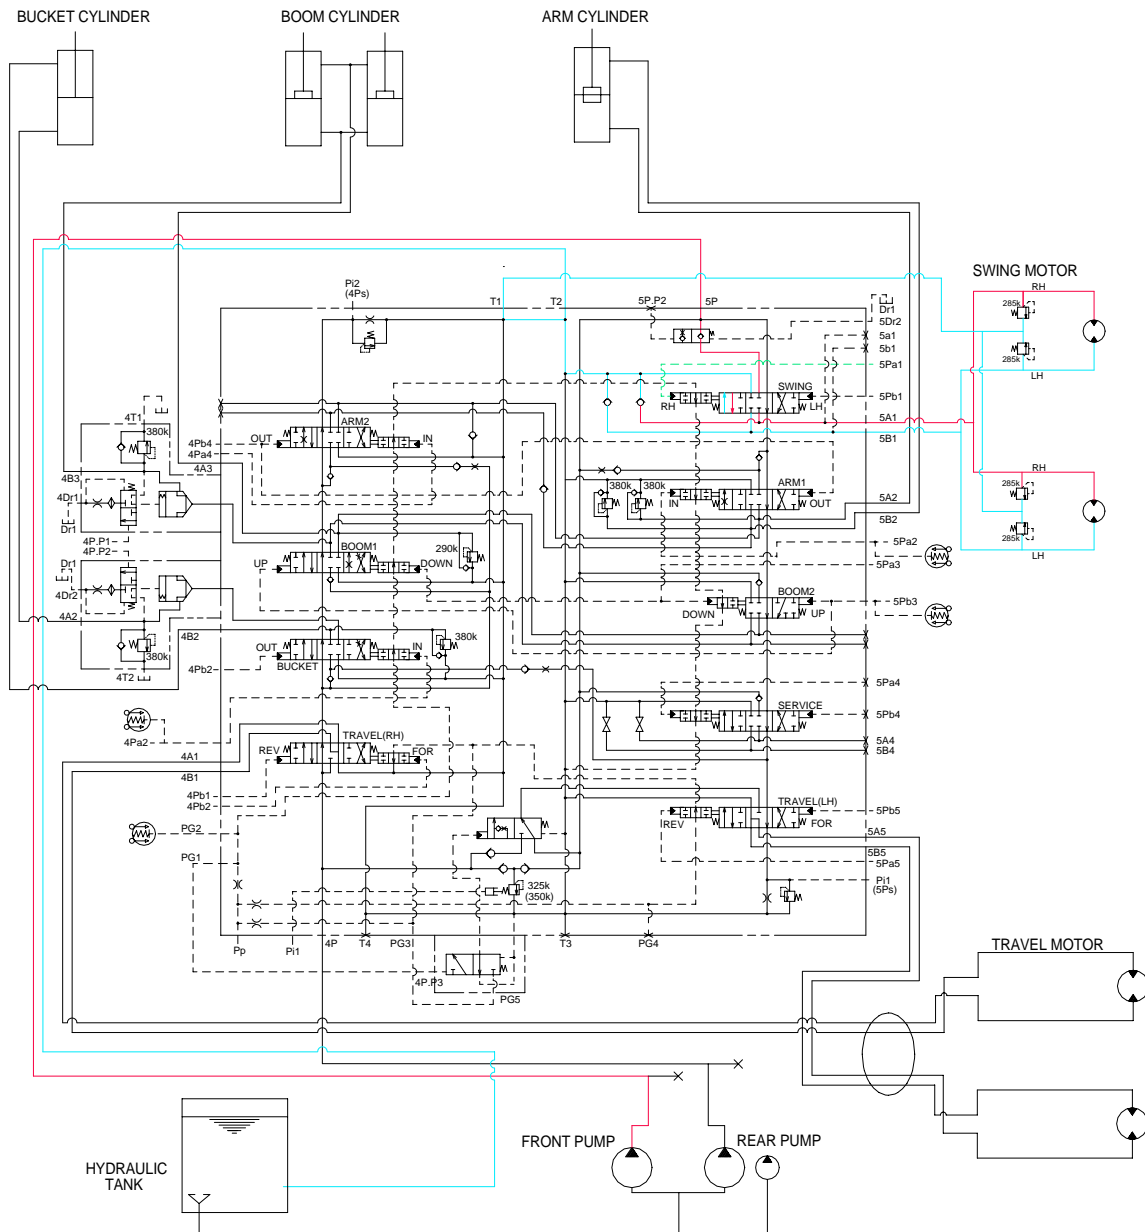 BUCKET CYLINDER
BOOM CYLINDER
ARM CYLINDER
SWING MOTOR
RH
285k
285k
LH
RH
285k
285k
LH
Pi2
(4Ps)
T1
T2
5P.P2
5P
Dr1
5Dr2
5a1
5b1
5Pa1
5Pb1
5A1
5B1
SWING
RH
LH
4T1
380k
4Pb4
4Pa4
4A3
OUT
ARM2
IN
4B3
4Dr1
Dr1
4P.P1
4P.P2
Dr1
4Dr2
4A2
380k
4T2
4B2
380k
380k
ARM1
IN
OUT
5A2
5B2
5Pa2
5Pa3
UP
BOOM1
DOWN
290k
BOOM2
DOWN
UP
5Pb3
OUT
BUCKET
IN
380k
4Pb2
4Pa2
5Pa4
SERVICE
5Pb4
5A4
5B4
4A1
4B1
REV
TRAVEL(RH)
FOR
4Pb1
4Pb2
TRAVEL(LH)
REV
FOR
5Pb5
5A5
5B5
5Pa5
PG2
PG1
325k
(350k)
Pi1
(5Ps)
Pp
Pi1
4P
T4
PG3
T3
PG4
4P.P3
PG5
TRAVEL MOTOR
HYDRAULIC
TANK
FRONT PUMP
REAR PUMP